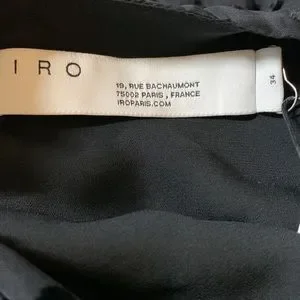 IRO
19, RUE BACHAUMONT
75002 PARIS , FRANCE
IROPARIS.COM
34